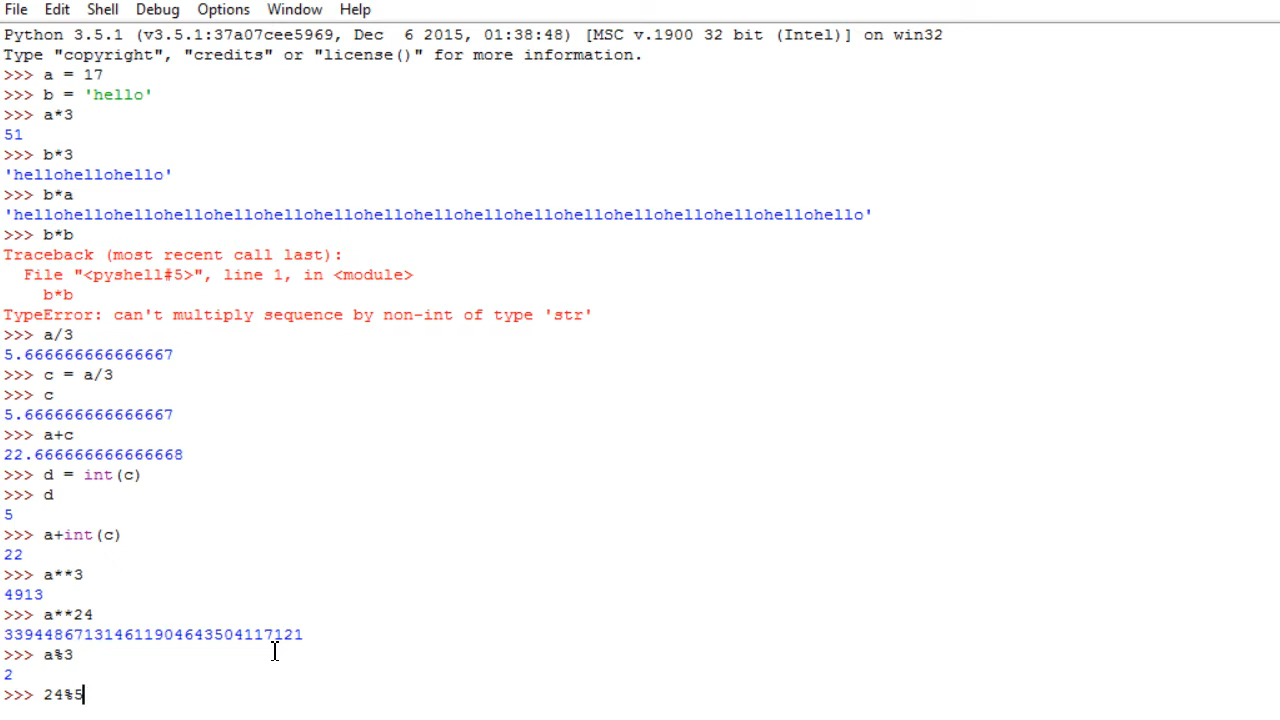 File Edit Shell Debug Options Window Help
Python 3.5.1 (v3.5.1:37a07cee5969, Dec  6 2015, 01:38:48) [MSC v.1900 32 bit (Intel)] on win32
Type "copyright", "credits" or "license()" for more information.
>>> a = 17
>>> b = 'hello'
>>> a*3
51
>>> b*3
'hellohellohello'
>>> b*a
'hellohellohellohellohellohellohellohellohellohellohellohellohellohellohellohellohello'
>>> b*b
Traceback (most recent call last):
  File "<pyshell#5>", line 1, in <module>
    b*b
TypeError: can't multiply sequence by non-int of type 'str'
>>> a/3
5.666666666666667
>>> c = a/3
>>> c
5.666666666666667
>>> a+c
22.666666666666668
>>> d = int(c)
>>> d
5
>>> a+int(c)
22
>>> a**3
4913
>>> a**24
339448671314611904643504117121
>>> a%3
2
>>> 24%5